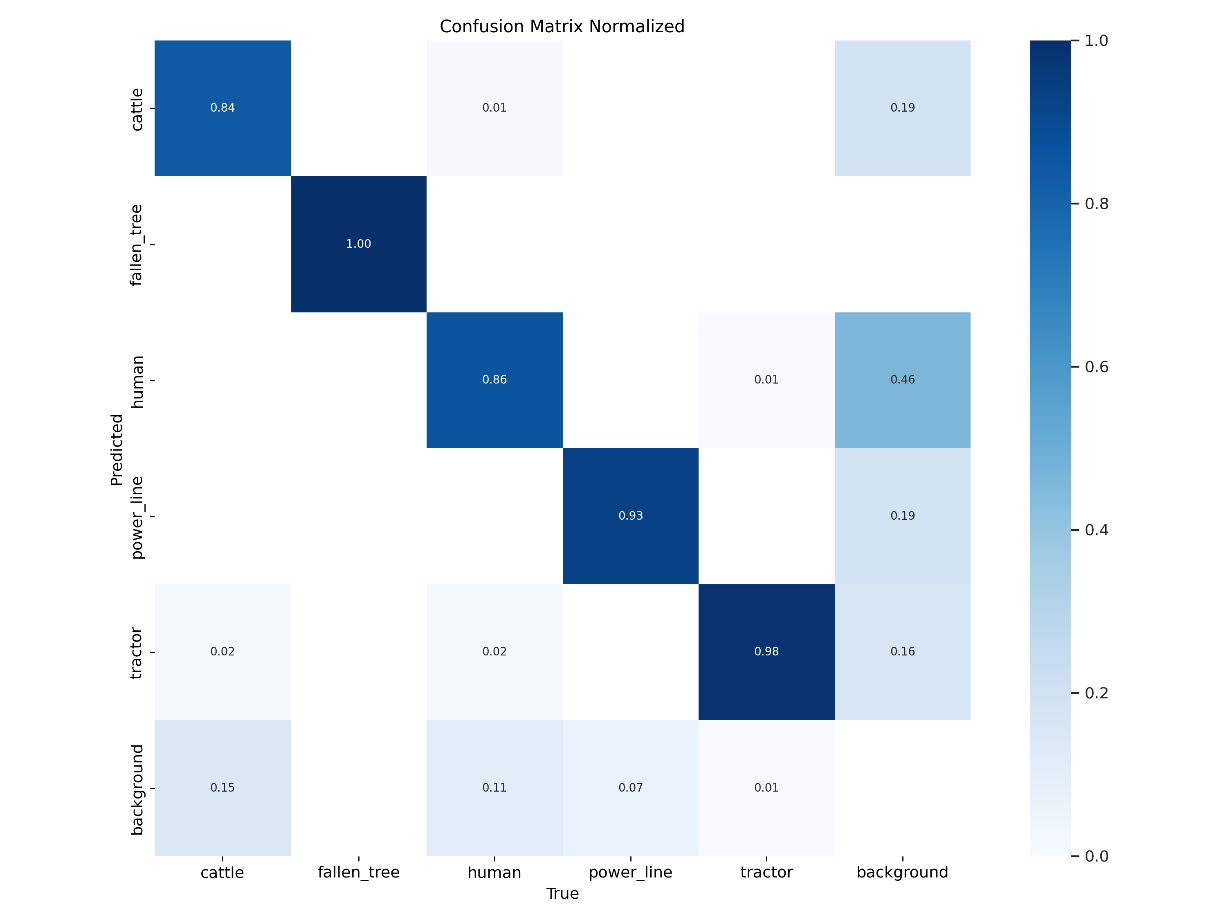 Confusion Matrix Normalized
cattle
0.84
0.01
0.19
1.0
0.8
fallen_tree
1.00
0.6
human
0.86
0.01
0.46
Predicted
power_line
0.93
0.19
0.4
tractor
0.02
0.02
0.98
0.16
0.2
background
0.15
0.11
0.07
0.01
0.0
cattle
fallen_tree
human
power_line
tractor
background
True